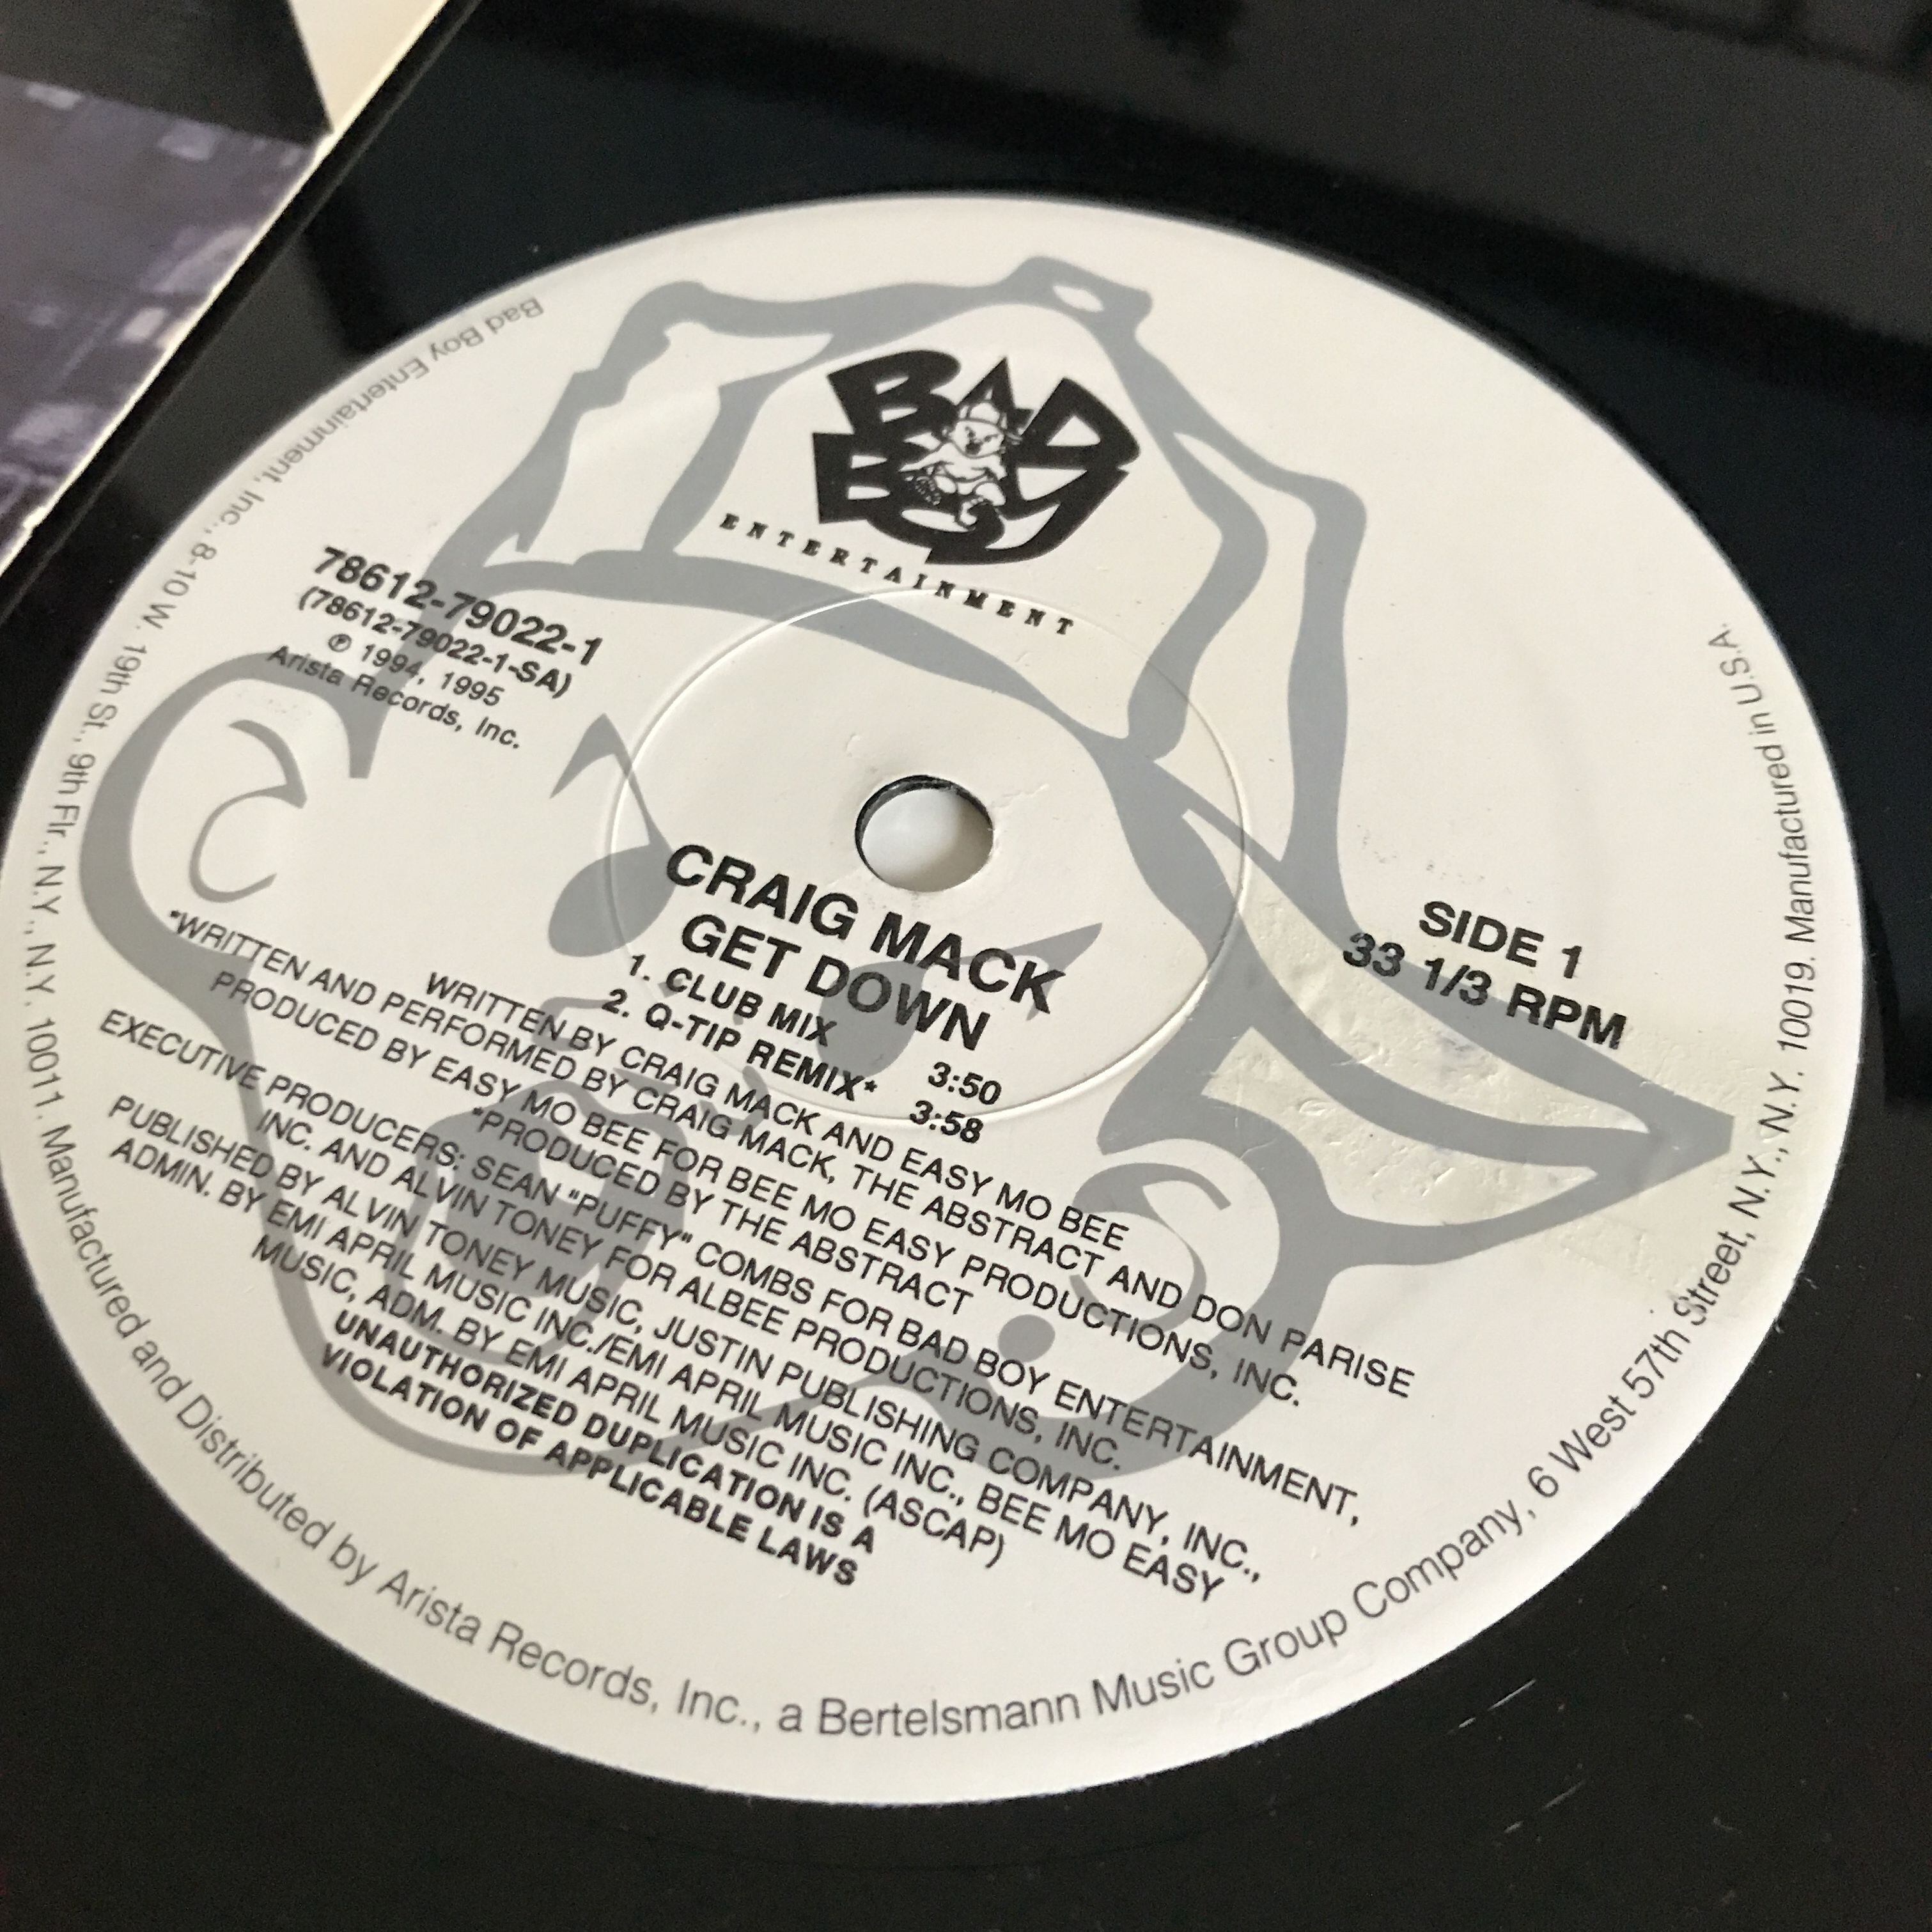 BAD
BOY
ENTERTAINMENT
78612-79022-1
(78612-79022-1-SA)
℗ 1994, 1995
Arista Records, Inc.
SIDE 1
33 1/3 RPM
CRAIG MACK
GET DOWN
1. CLUB MIX 3:50
2. Q-TIP REMIX* 3:58
WRITTEN BY CRAIG MACK AND EASY MO BEE
*WRITTEN AND PERFORMED BY CRAIG MACK, THE ABSTRACT AND DON PARISE
PRODUCED BY EASY MO BEE FOR BEE MO EASY PRODUCTIONS, INC.
*PRODUCED BY THE ABSTRACT
EXECUTIVE PRODUCERS: SEAN "PUFFY" COMBS FOR BAD BOY ENTERTAINMENT,
INC. AND ALVIN TONEY FOR ALBEE PRODUCTIONS, INC.
PUBLISHED BY ALVIN TONEY MUSIC, JUSTIN PUBLISHING COMPANY, INC.,
ADMIN. BY EMI APRIL MUSIC INC./EMI APRIL MUSIC INC., BEE MO EASY
MUSIC, ADM. BY EMI APRIL MUSIC INC. (ASCAP)
UNAUTHORIZED DUPLICATION IS A
VIOLATION OF APPLICABLE LAWS
Bad Boy Entertainment, Inc., 8-10 W. 19th St., 9th Flr., N.Y., N.Y. 10011. Manufactured and Distributed by Arista Records, Inc., a Bertelsmann Music Group Company, 6 West 57th Street, N.Y., N.Y. 10019. Manufactured in U.S.A.